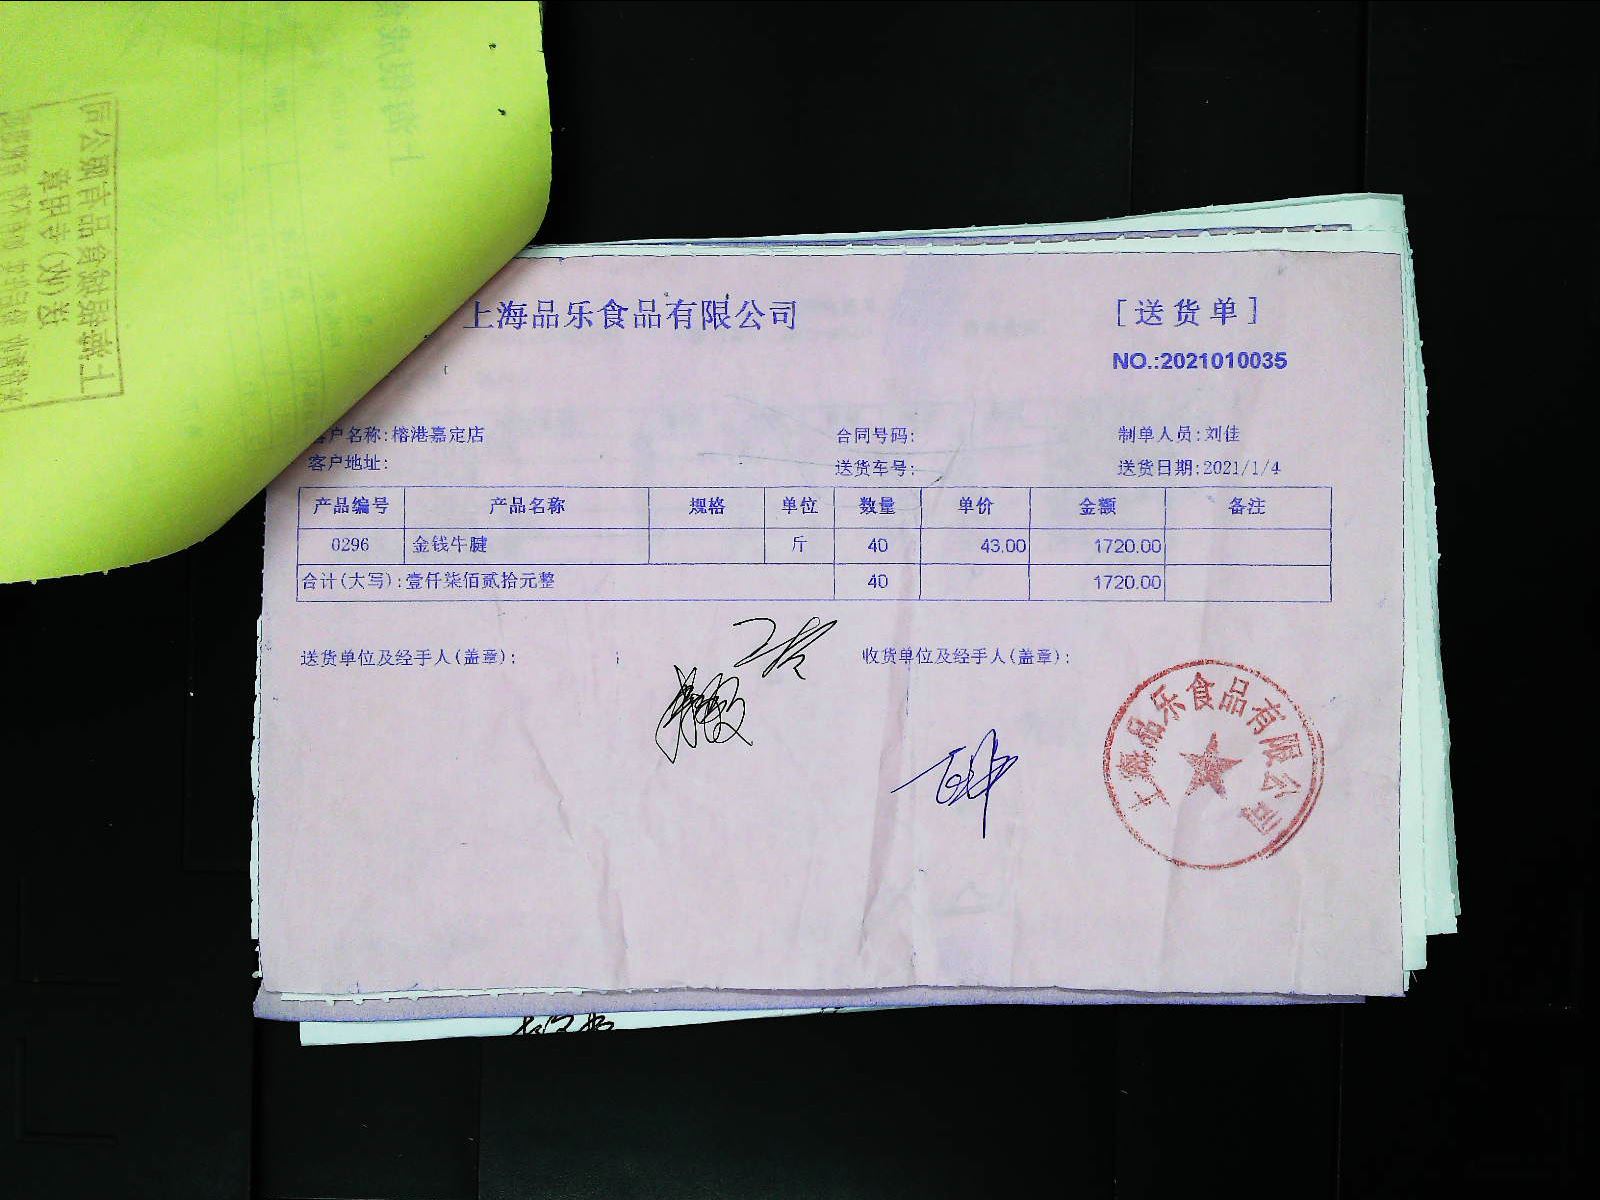 上海品乐食品有限公司
[送货单]
NO.:2021010035
客户名称:榕港嘉定店 合同号码: 制单人员:刘佳
客户地址: 送货车号: 送货日期:2021/1/4
产品编号 产品名称 规格 单位 数量 单价 金额 备注
0296 金钱牛腱 斤 40 43.00 1720.00
合计(大写):壹仟柒佰贰拾元整 40 1720.00
送货单位及经手人(盖章): 收货单位及经手人(盖章):
上海品乐食品有限公司